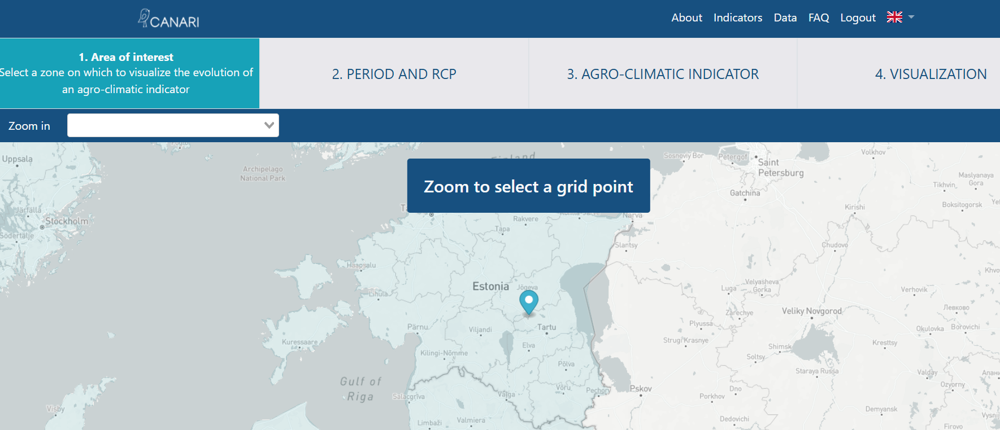 CANARI
About Indicators Data FAQ Logout
1. Area of interest
Select a zone on which to visualize the evolution of
an agro-climatic indicator
2. PERIOD AND RCP
3. AGRO-CLIMATIC INDICATOR
4. VISUALIZATION
Zoom in
Zoom to select a grid point
Uppsala
Archipelago
National Park
Järfälla
Stockholm
Södertälje
Visby
Finland
Sosnoviy Bor
Petergof
Saint
Petersburg
Volkhov
Maslyanaya
Gora
Tikhvin
Gatchina
Kirishi
Boksitogorsk
Rakvere
Narva
Tapa
Slantsy
Chudovo
Haapsalu
Estonia
Jõgeva
Lihula
Luga
Velyasheva
Gorka
Verhovik
Zarechye
Veliky Novgorod
Левково
Pärnu
Viljandi
Tartu
Plyussa
Okulovka
Borovichi
Kuressaare
Elva
Strugi Krasnye
Shimsk
Kresttsy
Kilingi-Nõmme
Põlva
Soltsy
Staraya Russa
Valday
Gulf of
Riga
Salacgrīva
Valga
Võru
Pechory
Pskov
Dno
Porkhov
Uzotny
Demyansk
Limbaži
Valmiera
Dedovichi
Firovo